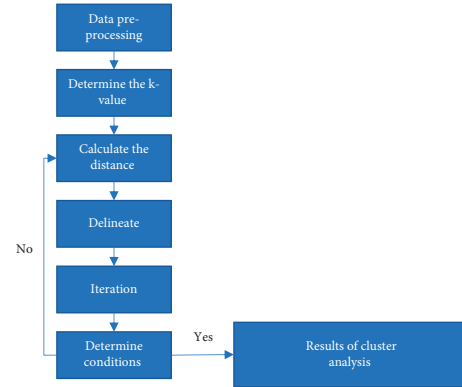 Data pre-
processing
Determine the k-
value
Calculate the
distance
Delineate
No
Iteration
Determine
conditions
Yes
Results of cluster
analysis